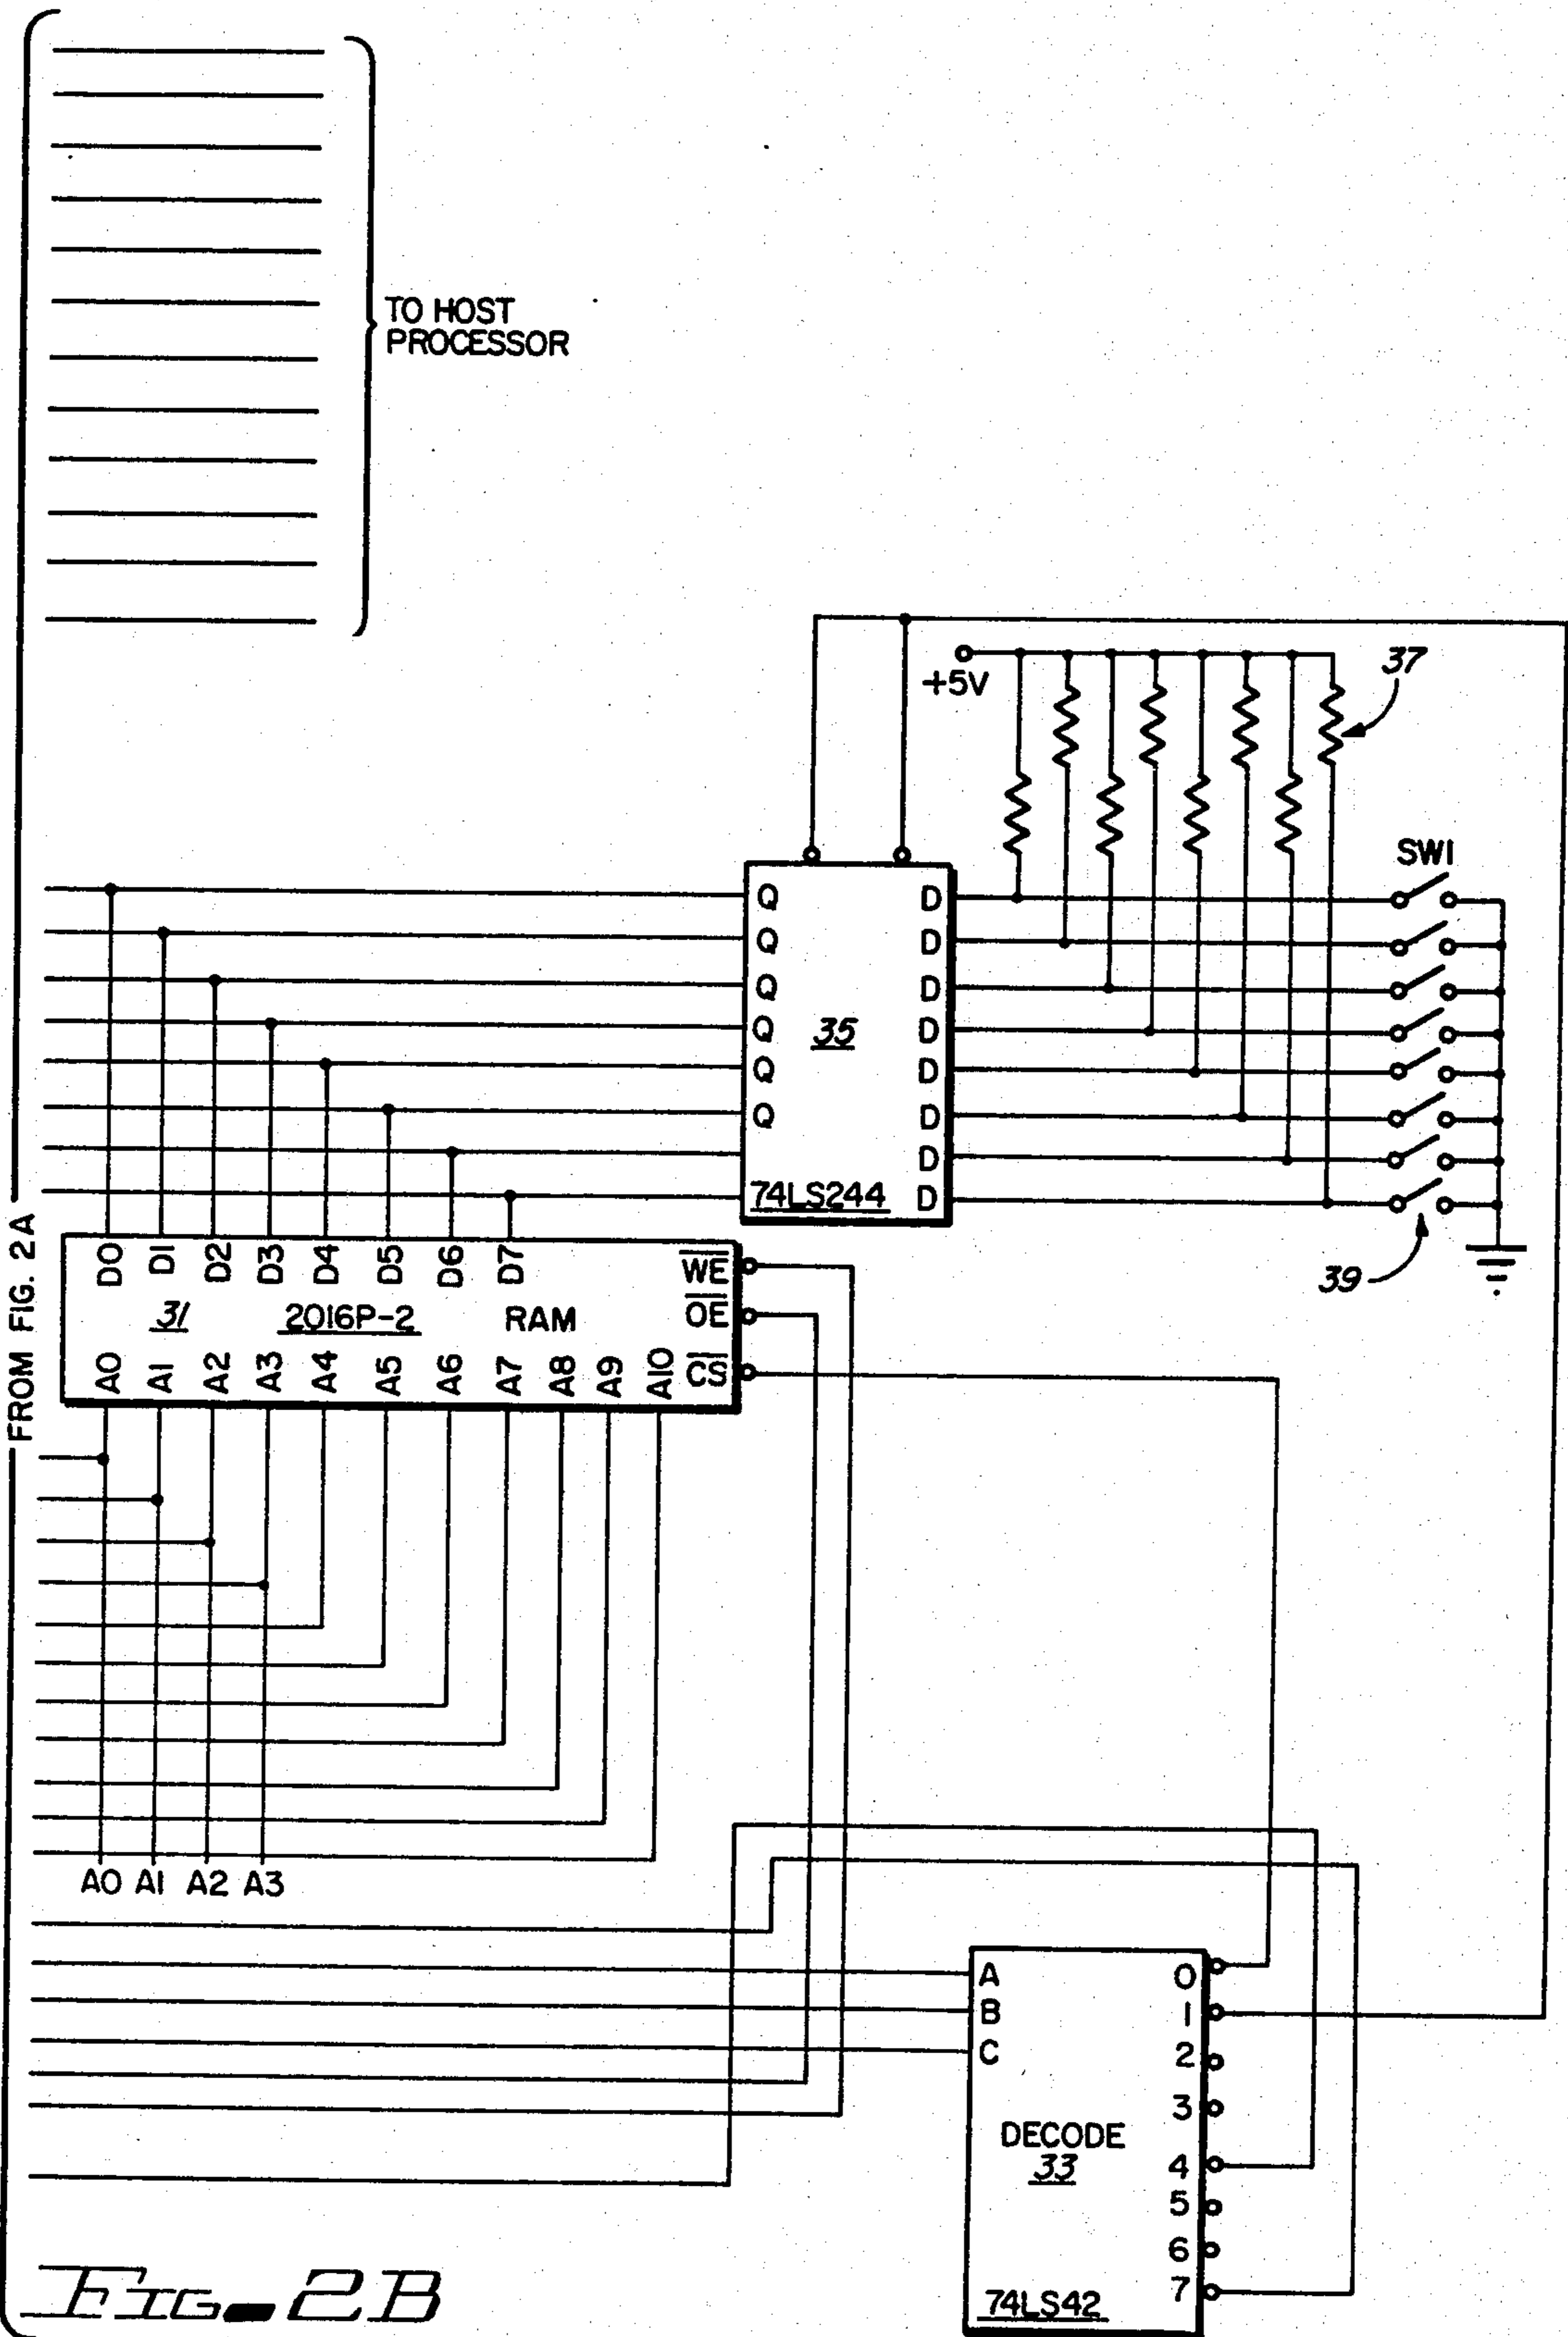 TO HOST
PROCESSOR
+5V
37
SW1
Q D
Q D
Q D
Q D
Q D
Q D
D
D
35
74LS244
39
FROM FIG. 2A
D0 D1 D2 D3 D4 D5 D6 D7
WE
OE
CS
31 2016P-2 RAM
A0 A1 A2 A3 A4 A5 A6 A7 A8 A9 A10
A0 A1 A2 A3
A 0
B 1
C 2
3
4
5
6
7
DECODE
33
74LS42
FIG. 2B